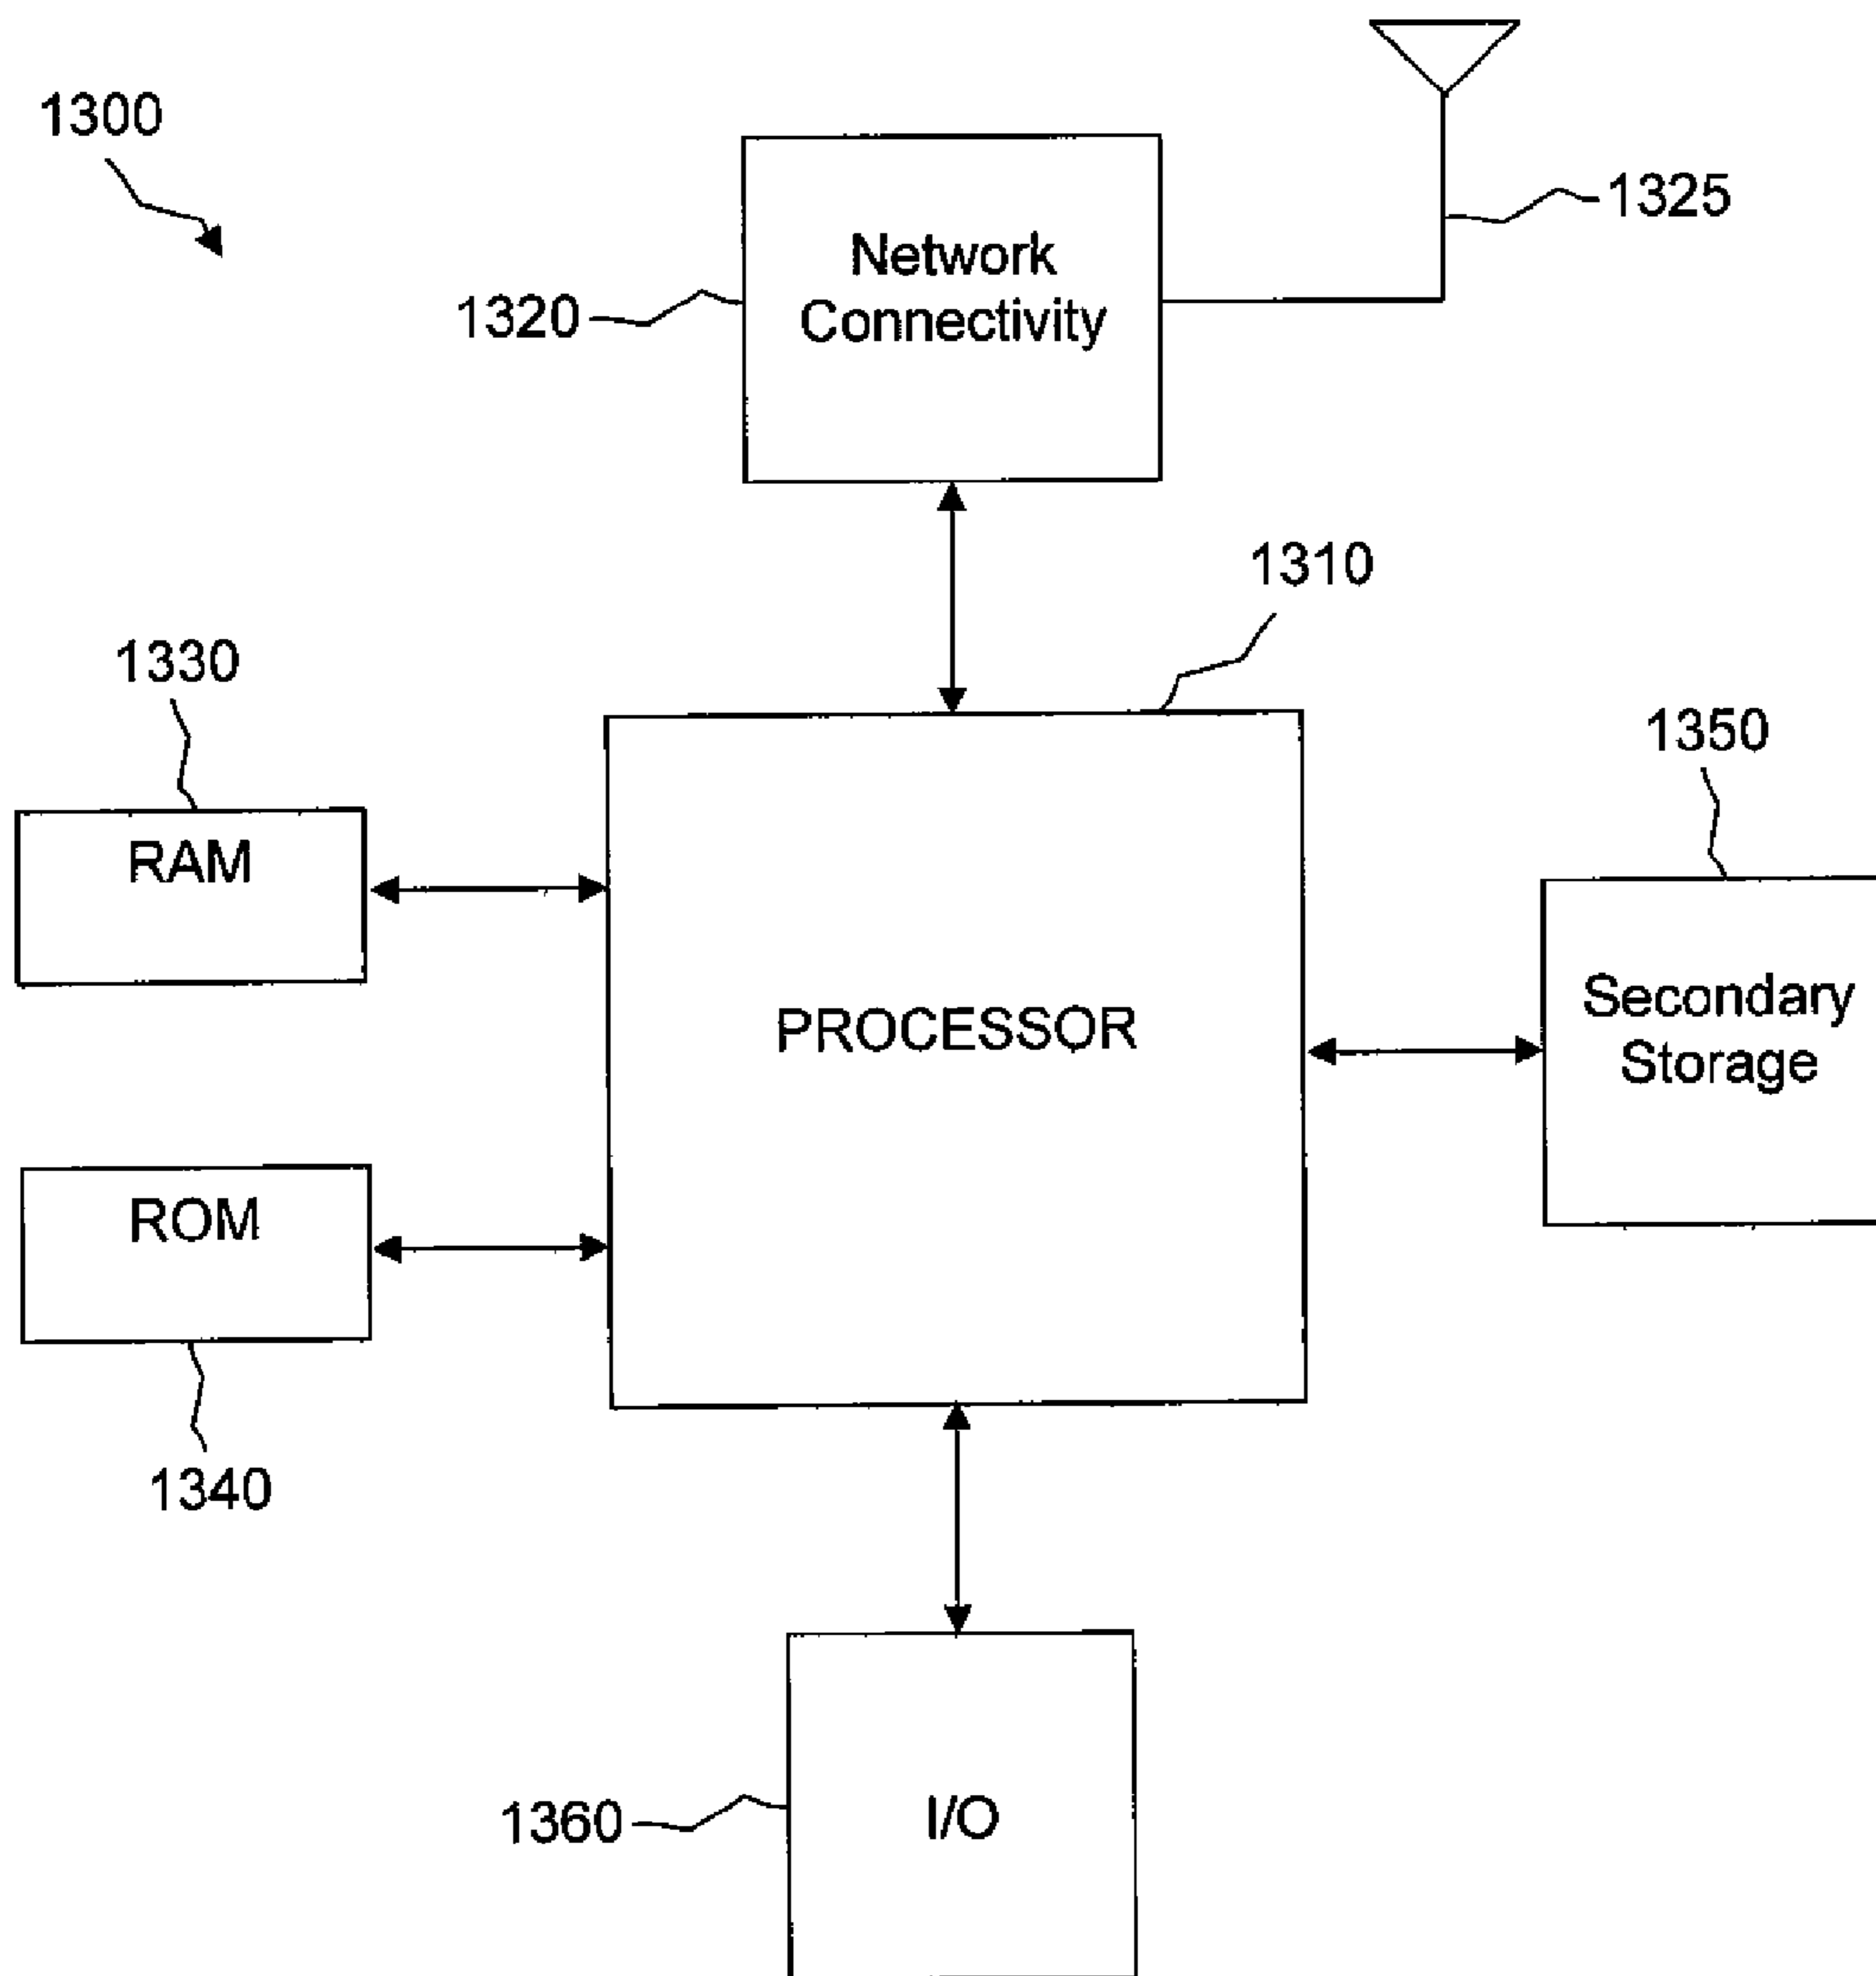 1300
1325
Network
Connectivity
1320
1310
1330
1350
RAM
Secondary
Storage
PROCESSOR
ROM
1340
I/O
1360